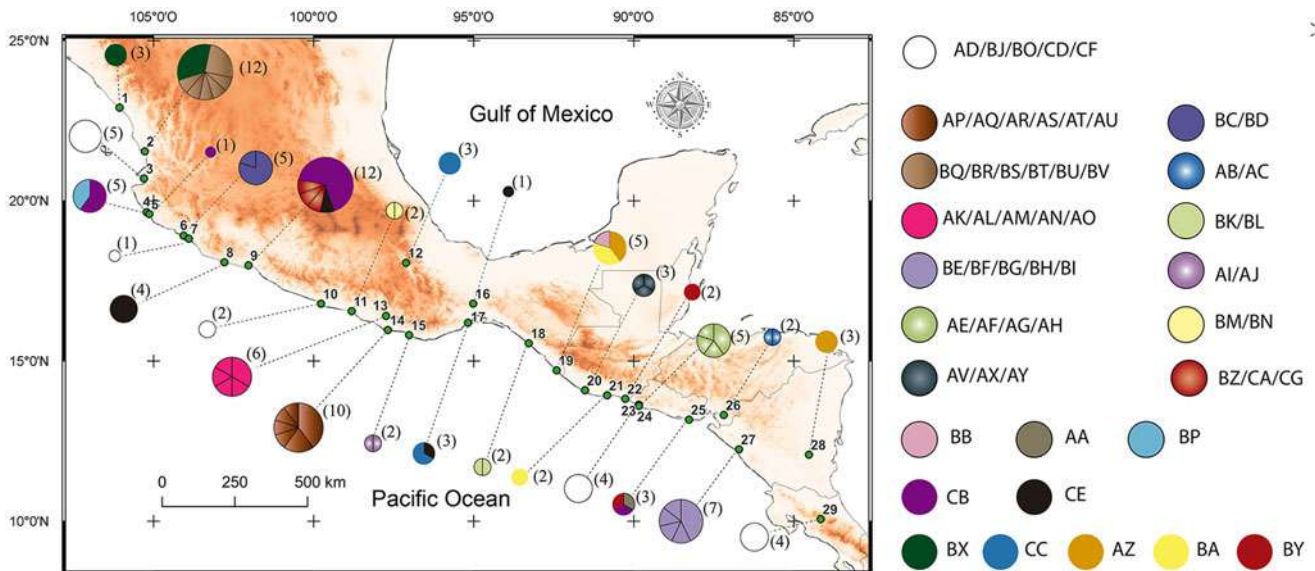 105°0'W 100°0'W 95°0'W 90°0'W 85°0'W
25°0'N
20°0'N
15°0'N
10°0'N
Gulf of Mexico
Pacific Ocean
N
W E
S
0 250 500 km
(3)
(12)
(5)
(1)
(5)
(12)
(3)
(1)
(5)
(2)
(5)
(3)
(2)
(1)
(4)
(2)
(5)
(2)
(3)
(6)
(10)
(2)
(3)
(2)
(2)
(4)
(3)
(7)
(4)
1
2
3
4
5
6
7
8
9
10
11
12
13
14
15
16
17
18
19
20
21
22
23
24
25
26
27
28
29
AD/BJ/BO/CD/CF
AP/AQ/AR/AS/AT/AU BC/BD
BQ/BR/BS/BT/BU/BV AB/AC
AK/AL/AM/AN/AO BK/BL
BE/BF/BG/BH/BI AI/AJ
AE/AF/AG/AH BM/BN
AV/AX/AY BZ/CA/CG
BB AA BP
CB CE
BX CC AZ BA BY